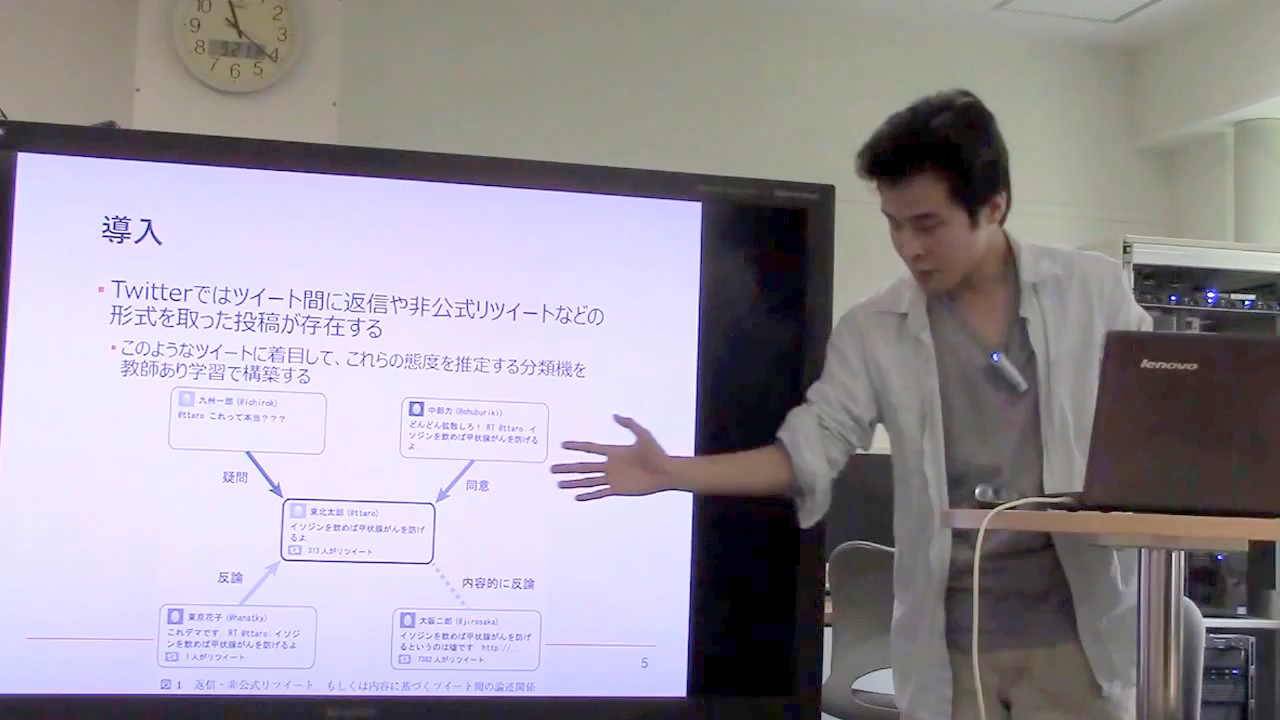 10
2
3
8
4
7
6
5
lenovo
導入
Twitterではツイート間に返信や非公式リツイートなどの
形式を取った投稿が存在する
このようなツイートに着目して、これらの態度を推定する分類機を
教師あり学習で構築する
九州一郎 (@ichirok)
@ttaro これって本当???
中部力 (@chuburiki)
どんどん拡散しろ! RT @ttaro: イ
ソジンを飲めば甲状腺がんを防げる
よ
疑問
同意
東北太郎 (@ttaro)
イソジンを飲めば甲状腺がんを防げ
るよ.
313 人がリツイート
反論
内容的に反論
東京花子 (@hanatky)
これデマです. RT @ttaro: イソジ
ンを飲めば甲状腺がんを防げるよ
1人がリツイート
大阪二郎 (@jirosaka)
イソジンを飲めば甲状腺がんを防げ
るというのは嘘です http://...
7382 人がリツイート
5
図 1 返信・非公式リツイート もしくは内容に基づくツイート間の論述関係